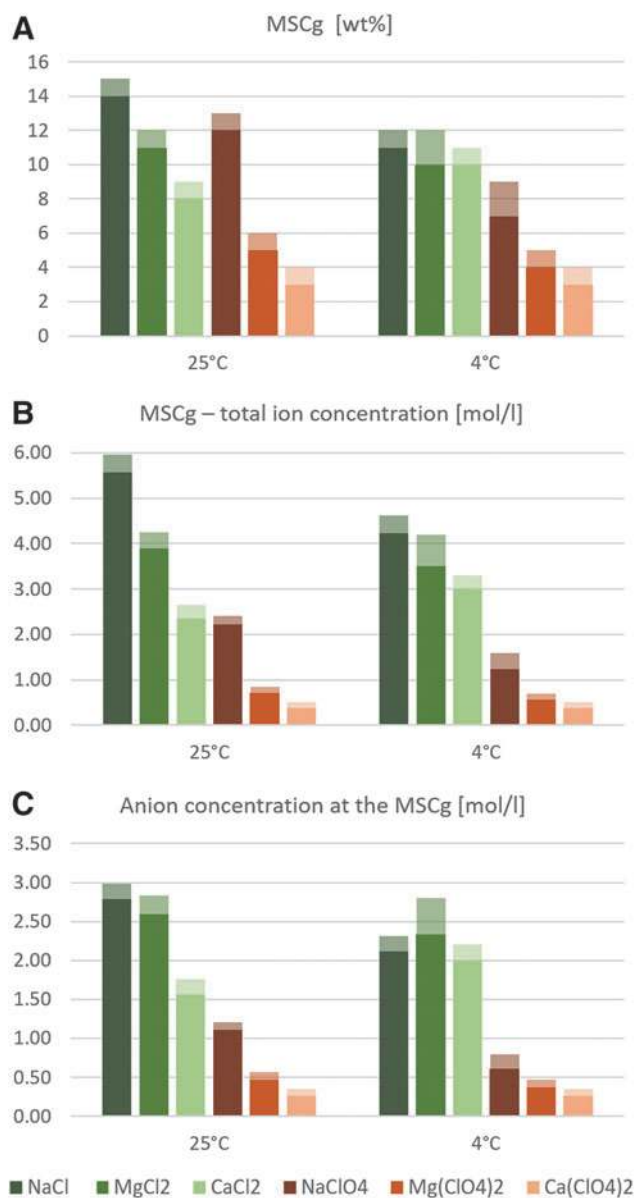 A
MSCg [wt%]
16
14
12
10
8
6
4
2
0
25°C 4°C
B
MSCg – total ion concentration [mol/l]
6.00
5.00
4.00
3.00
2.00
1.00
0.00
25°C 4°C
C
Anion concentration at the MSCg [mol/l]
3.50
3.00
2.50
2.00
1.50
1.00
0.50
0.00
25°C 4°C
NaCl MgCl2 CaCl2 NaClO4 Mg(ClO4)2 Ca(ClO4)2